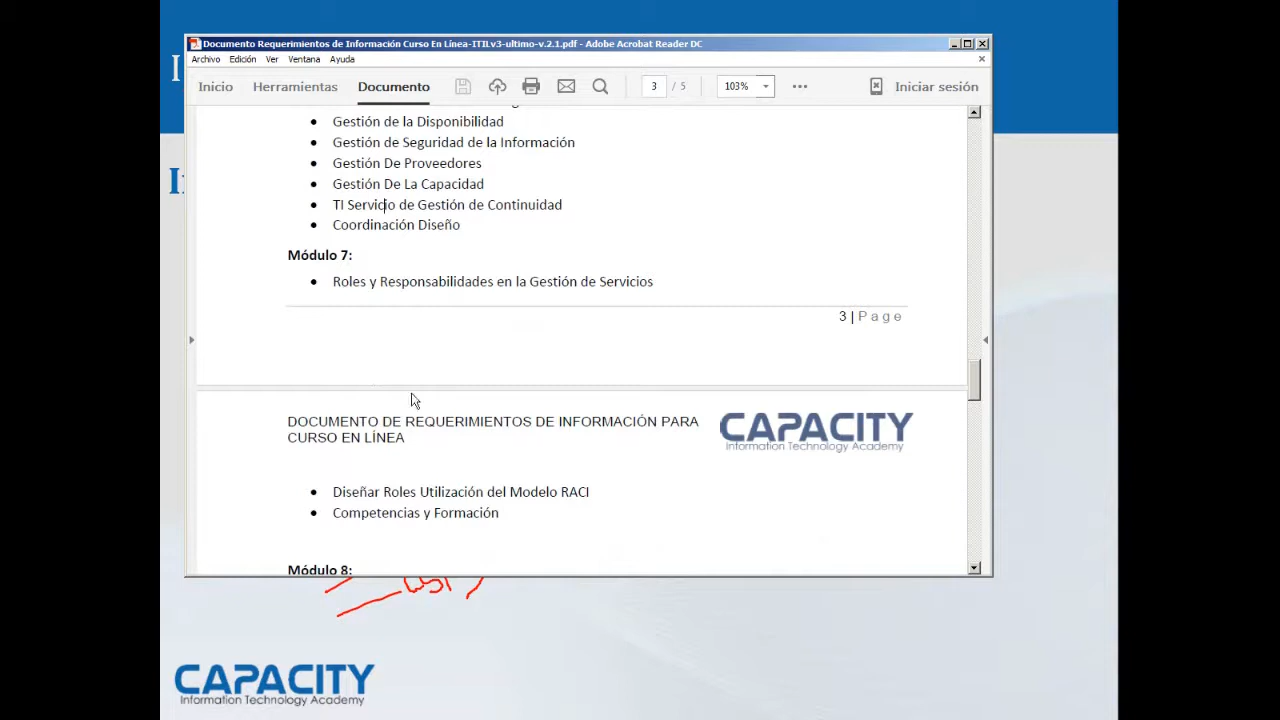 Documento Requerimientos de Información Curso En Línea-ITILv3-ultimo-v.2.1.pdf - Adobe Acrobat Reader DC
Archivo Edición Ver Ventana Ayuda
Inicio Herramientas Documento 3 / 5 103% Iniciar sesión
• Gestión de la Disponibilidad
• Gestión de Seguridad de la Información
• Gestión De Proveedores
• Gestión De La Capacidad
• TI Servicio de Gestión de Continuidad
• Coordinación Diseño
Módulo 7:
• Roles y Responsabilidades en la Gestión de Servicios
3 | Page
DOCUMENTO DE REQUERIMIENTOS DE INFORMACIÓN PARA
CURSO EN LÍNEA
CAPACITY
Information Technology Academy
• Diseñar Roles Utilización del Modelo RACI
• Competencias y Formación
Módulo 8:
CAPACITY
Information Technology Academy